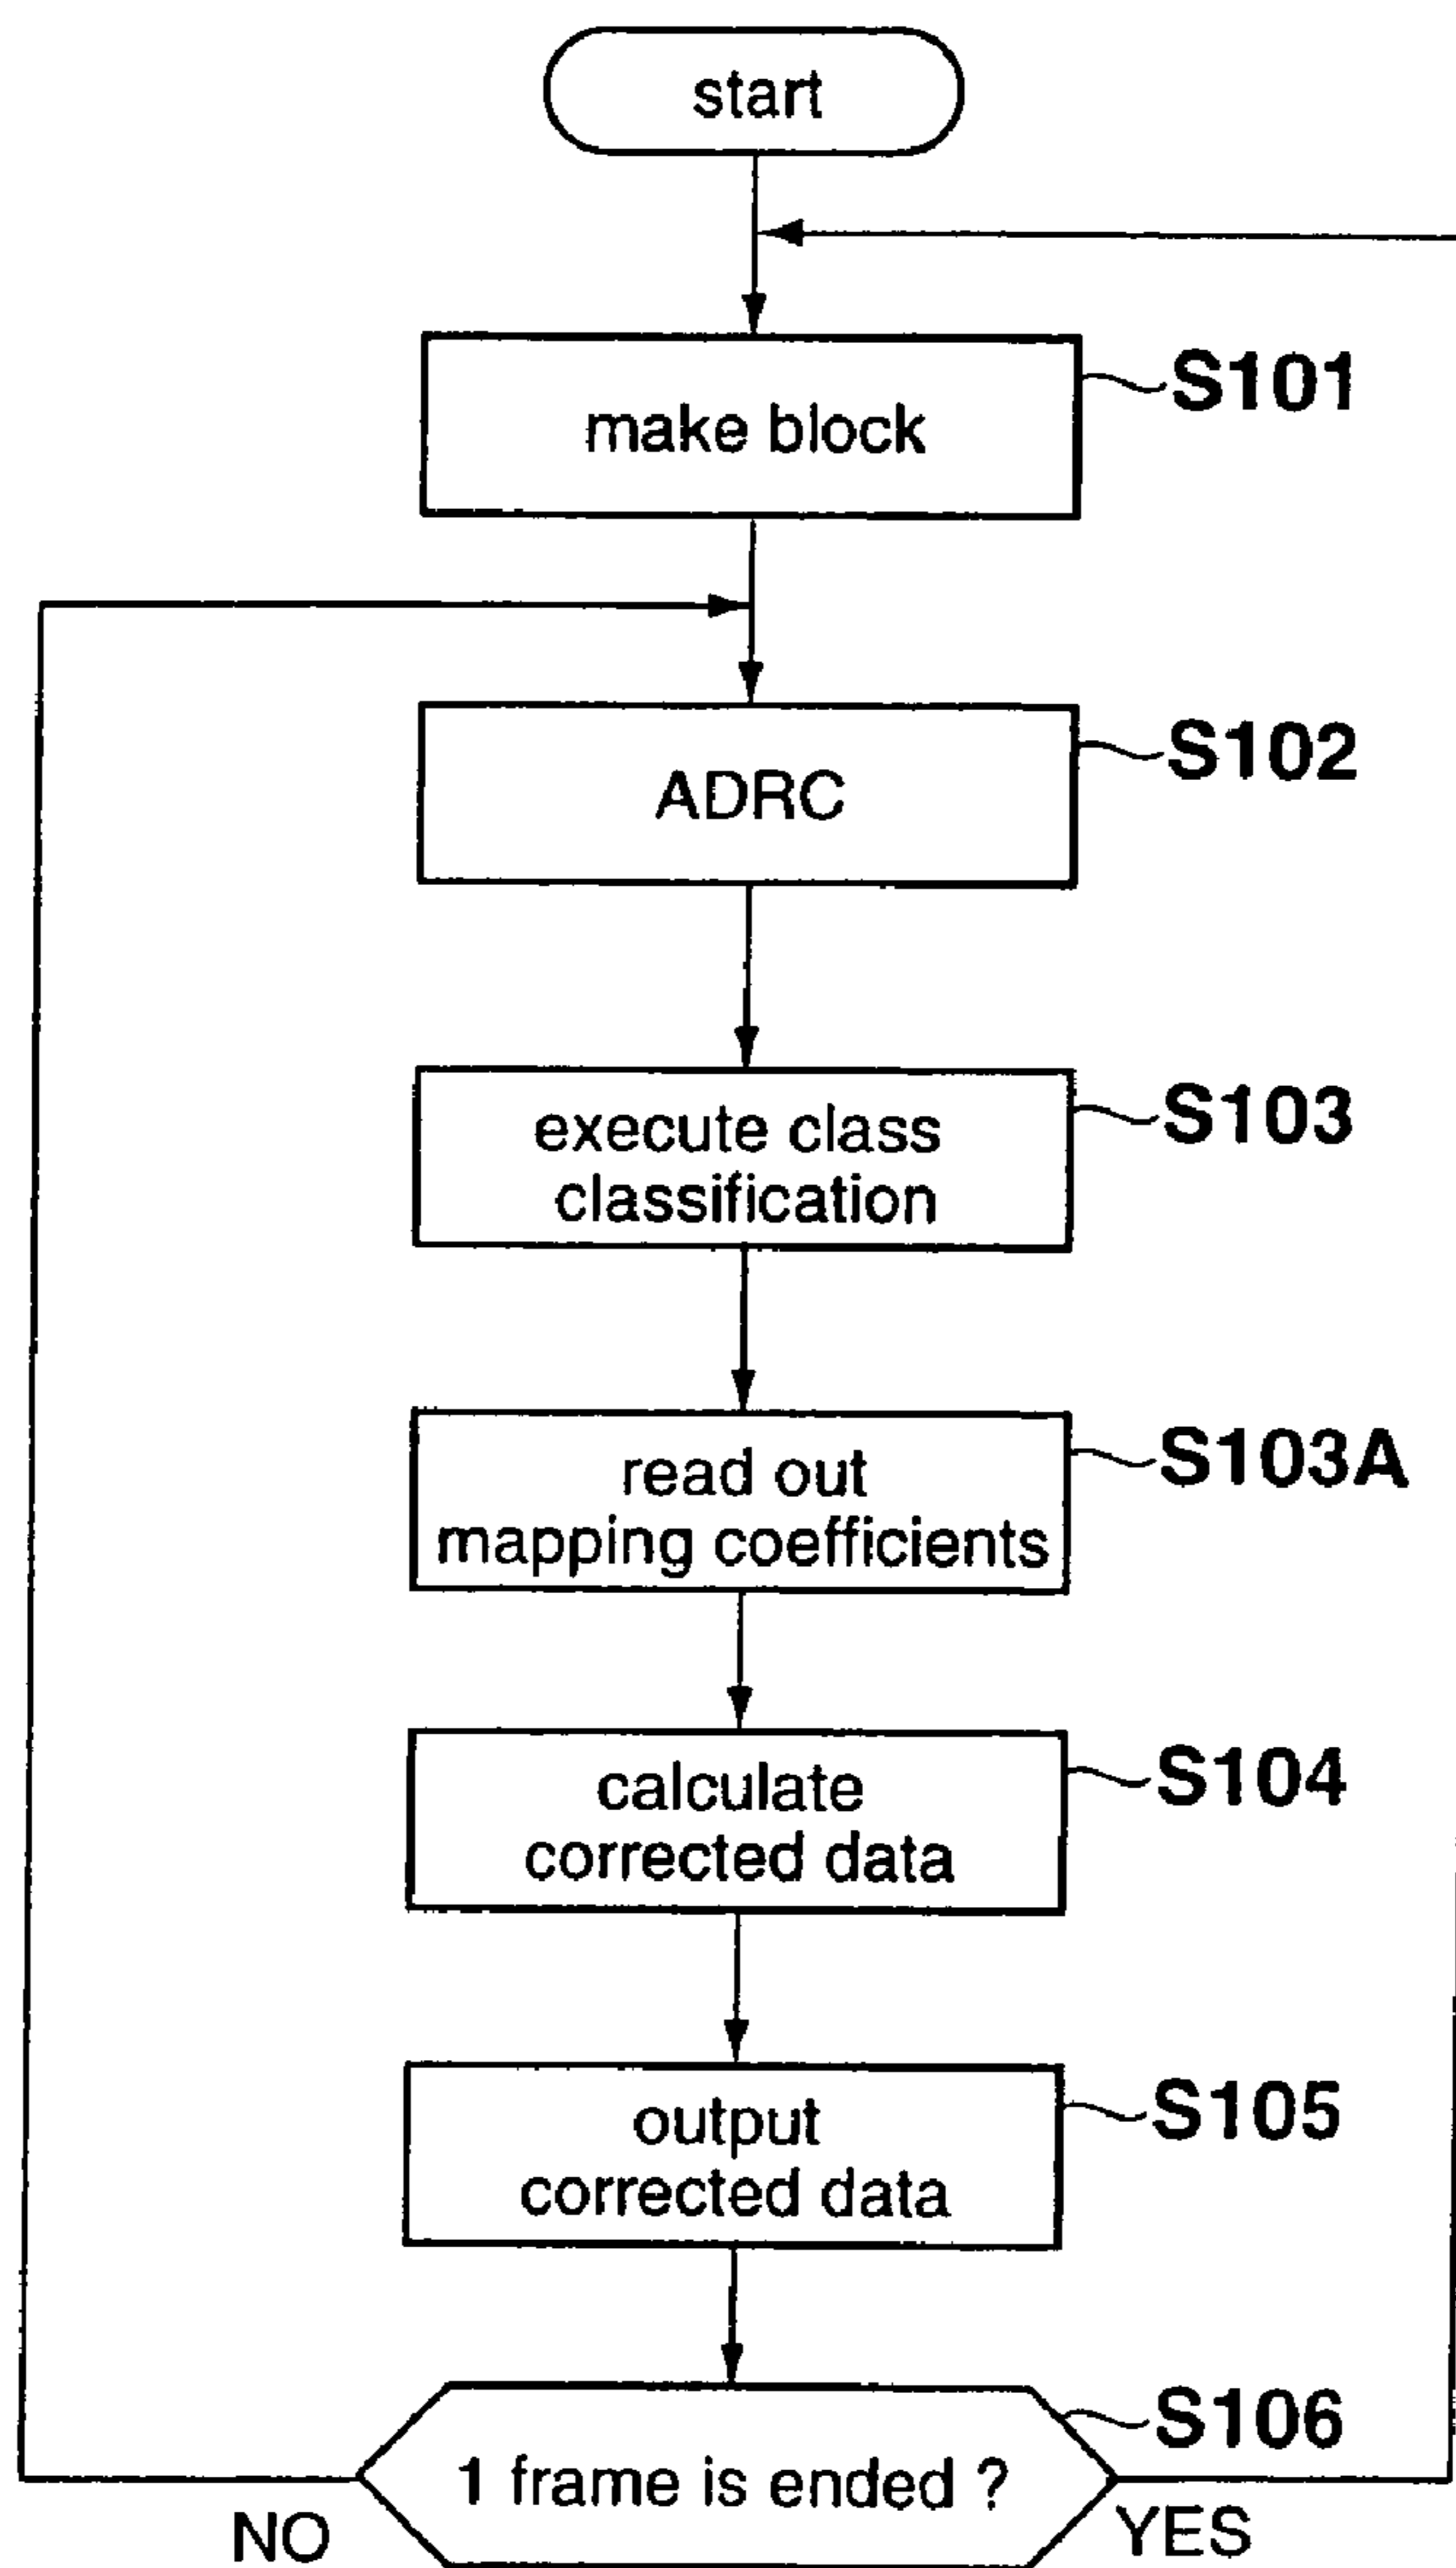 start
make block
S101
ADRC
S102
execute class
classification
S103
read out
mapping coefficients
S103A
calculate
corrected data
S104
output
corrected data
S105
1 frame is ended ?
S106
NO
YES